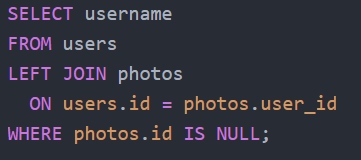 SELECT username
FROM users
LEFT JOIN photos
  ON users.id = photos.user_id
WHERE photos.id IS NULL;